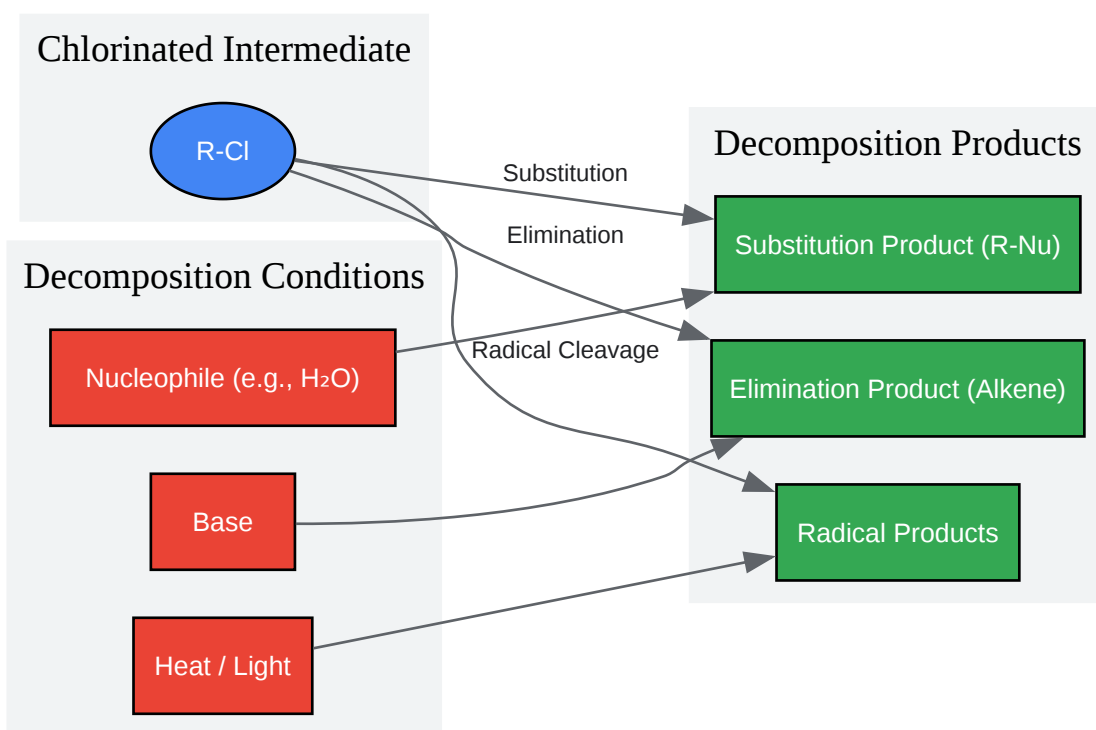 Chlorinated Intermediate
R-Cl
Decomposition Conditions
Nucleophile (e.g., H₂O)
Base
Heat / Light
Substitution
Elimination
Radical Cleavage
Decomposition Products
Substitution Product (R-Nu)
Elimination Product (Alkene)
Radical Products